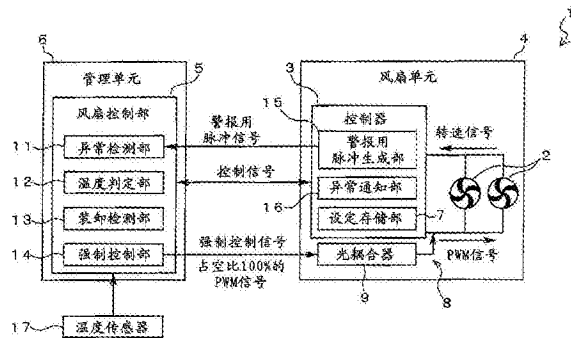 1
6
4
管理单元
5
3
风扇单元
风扇控制部
15
控制器
警报用
脉冲信号
转速信号
11
异常检测部
警报用
脉冲生成部
2
12
温度判定部
控制信号
异常通知部
16
13
装卸检测部
设定存储部
7
14
强制控制部
强制控制信号
光耦合器
占空比100%的
PWM信号
PWM信号
9
8
17
温度传感器